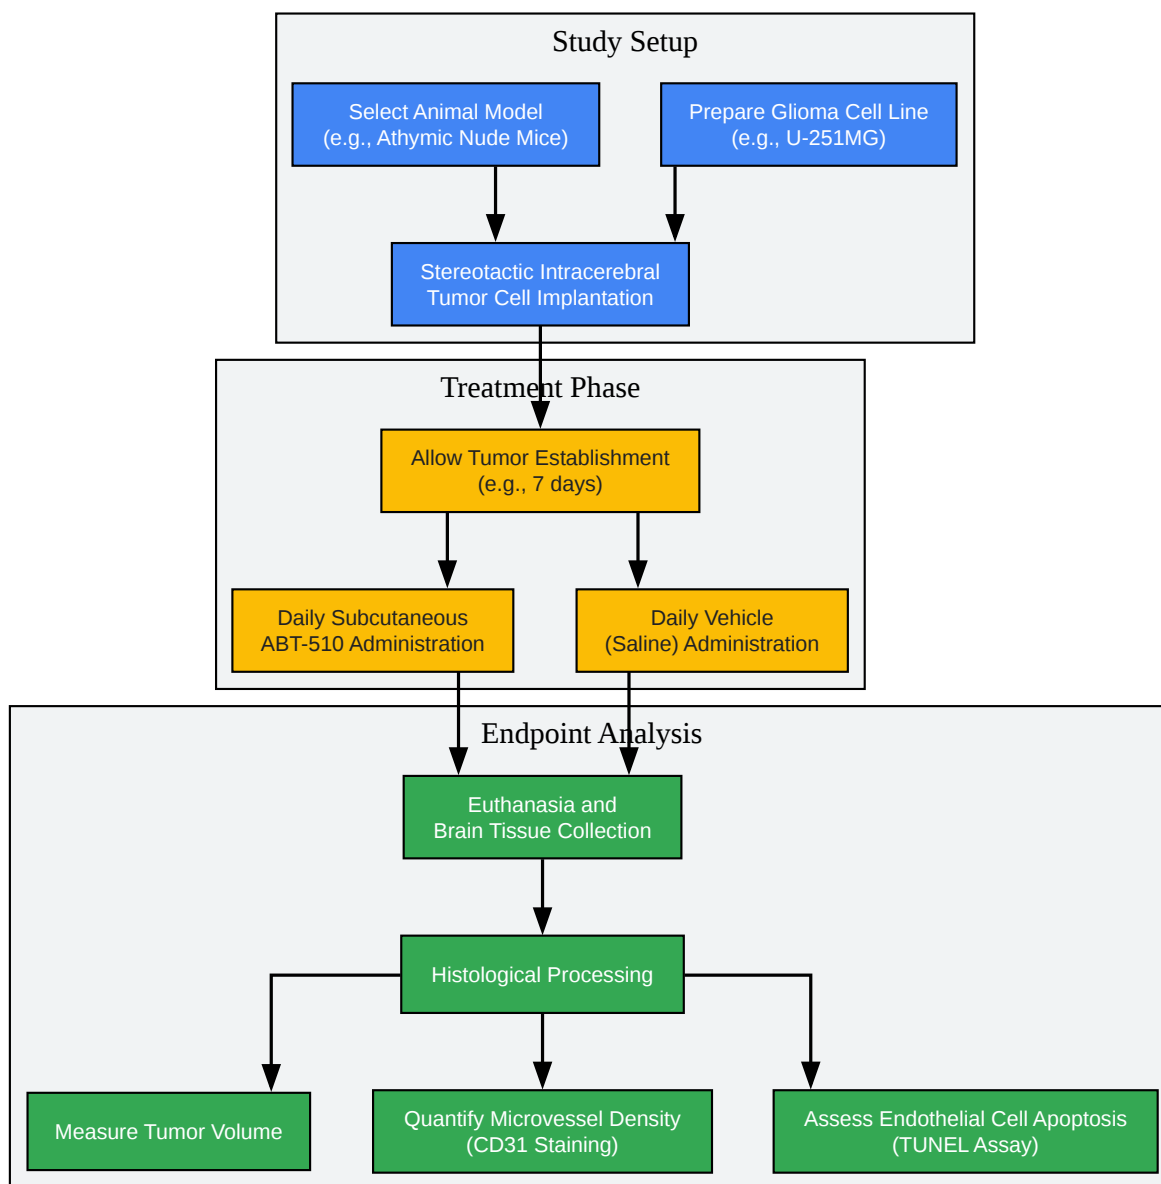 Study Setup
Select Animal Model
(e.g., Athymic Nude Mice)
Prepare Glioma Cell Line
(e.g., U-251MG)
Stereotactic Intracerebral
Tumor Cell Implantation
Treatment Phase
Allow Tumor Establishment
(e.g., 7 days)
Daily Subcutaneous
ABT-510 Administration
Daily Vehicle
(Saline) Administration
Endpoint Analysis
Euthanasia and
Brain Tissue Collection
Histological Processing
Measure Tumor Volume
Quantify Microvessel Density
(CD31 Staining)
Assess Endothelial Cell Apoptosis
(TUNEL Assay)